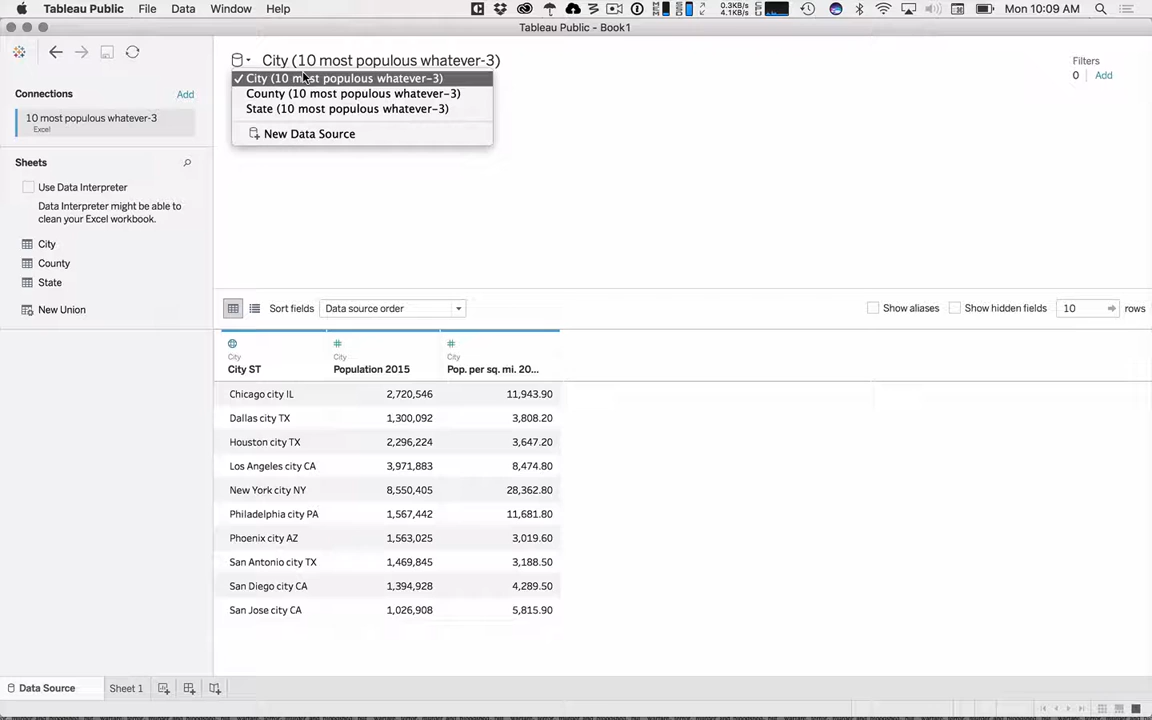 Tableau Public File Data Window Help
0.3KB/s
4.1KB/s
Mon 10:09 AM
Tableau Public - Book1
City (10 most populous whatever-3)
✓ City (10 most populous whatever-3)
County (10 most populous whatever-3)
State (10 most populous whatever-3)
New Data Source
Filters
0 Add
Connections Add
10 most populous whatever-3
Excel
Sheets
Use Data Interpreter
Data Interpreter might be able to
clean your Excel workbook.
City
County
State
New Union
Sort fields Data source order Show aliases Show hidden fields 10 rows
City City City
City ST Population 2015 Pop. per sq. mi. 20...
Chicago city IL 2,720,546 11,943.90
Dallas city TX 1,300,092 3,808.20
Houston city TX 2,296,224 3,647.20
Los Angeles city CA 3,971,883 8,474.80
New York city NY 8,550,405 28,362.80
Philadelphia city PA 1,567,442 11,681.80
Phoenix city AZ 1,563,025 3,019.60
San Antonio city TX 1,469,845 3,188.50
San Diego city CA 1,394,928 4,289.50
San Jose city CA 1,026,908 5,815.90
Data Source Sheet 1